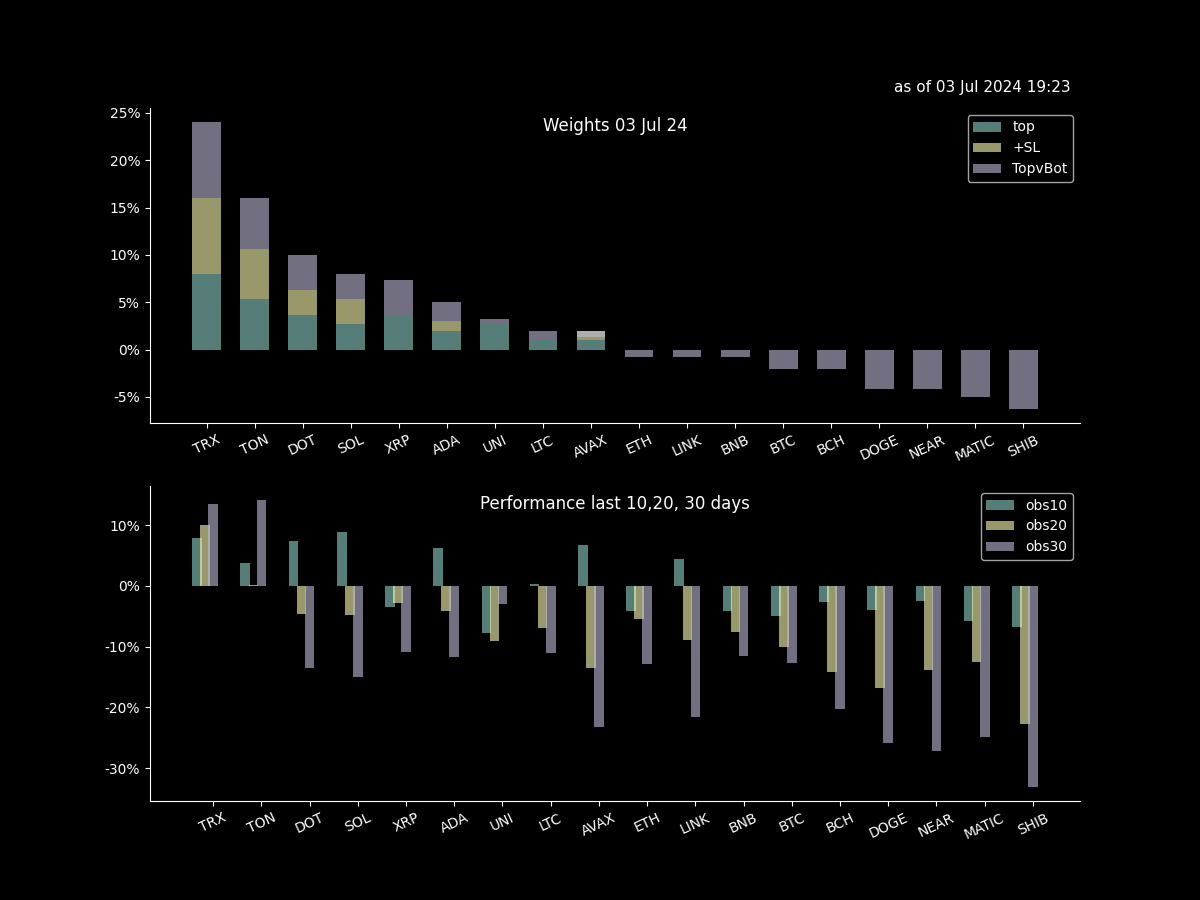 as of 03 Jul 2024 19:23
Weights 03 Jul 24
top
+SL
TopvBot
25%
20%
15%
10%
5%
0%
-5%
TRX TON DOT SOL XRP ADA UNI LTC AVAX ETH LINK BNB BTC BCH DOGE NEAR MATIC SHIB
Performance last 10,20, 30 days
obs10
obs20
obs30
10%
0%
-10%
-20%
-30%
TRX TON DOT SOL XRP ADA UNI LTC AVAX ETH LINK BNB BTC BCH DOGE NEAR MATIC SHIB